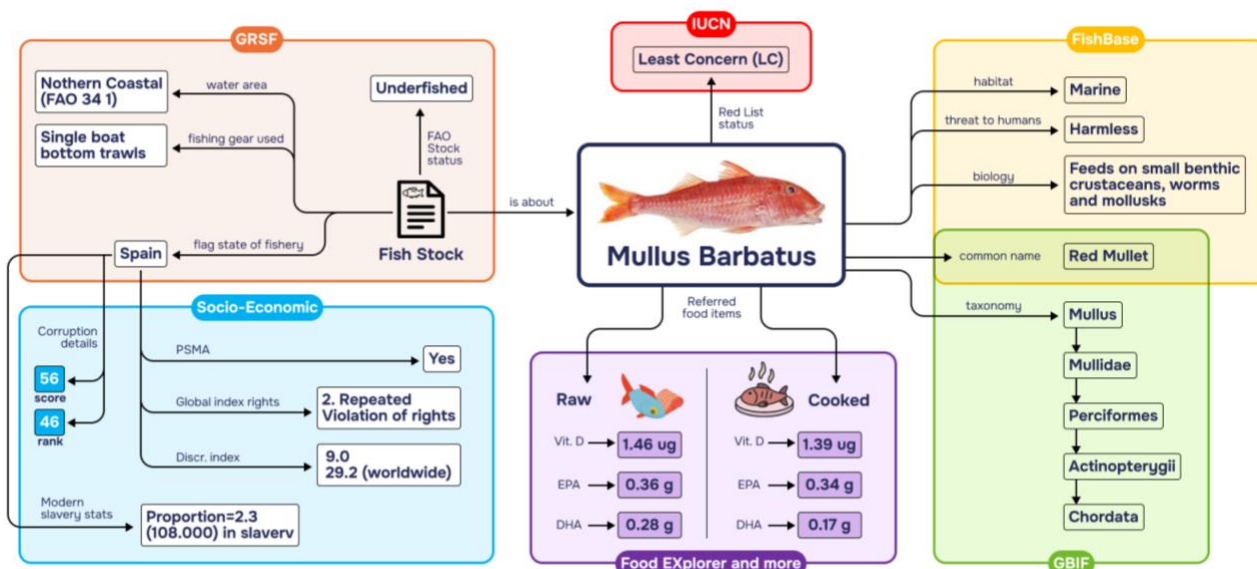 GRSF
Nothern Coastal
(FAO 34 1)
water area
Underfished
Single boat
bottom trawls
fishing gear used
FAO
Stock
status
Fish Stock
is about
Spain
flag state of fishery
IUCN
Least Concern (LC)
Red List
status
Mullus Barbatus
Referred
food items
FishBase
habitat
Marine
threat to humans
Harmless
biology
Feeds on small benthic
crustaceans, worms
and mollusks
common name
Red Mullet
taxonomy
Mullus
Mullidae
Perciformes
Actinopterygii
Chordata
GBIF
Socio-Economic
Corruption
details
56
score
46
rank
PSMA
Yes
Global index rights
2. Repeated
Violation of rights
Discr. index
9.0
29.2 (worldwide)
Modern
slavery stats
Proportion=2.3
(108.000) in slaverv
Raw
Vit. D
1.46 ug
EPA
0.36 g
DHA
0.28 g
Cooked
Vit. D
1.39 ug
EPA
0.34 g
DHA
0.17 g
Food EXplorer and more